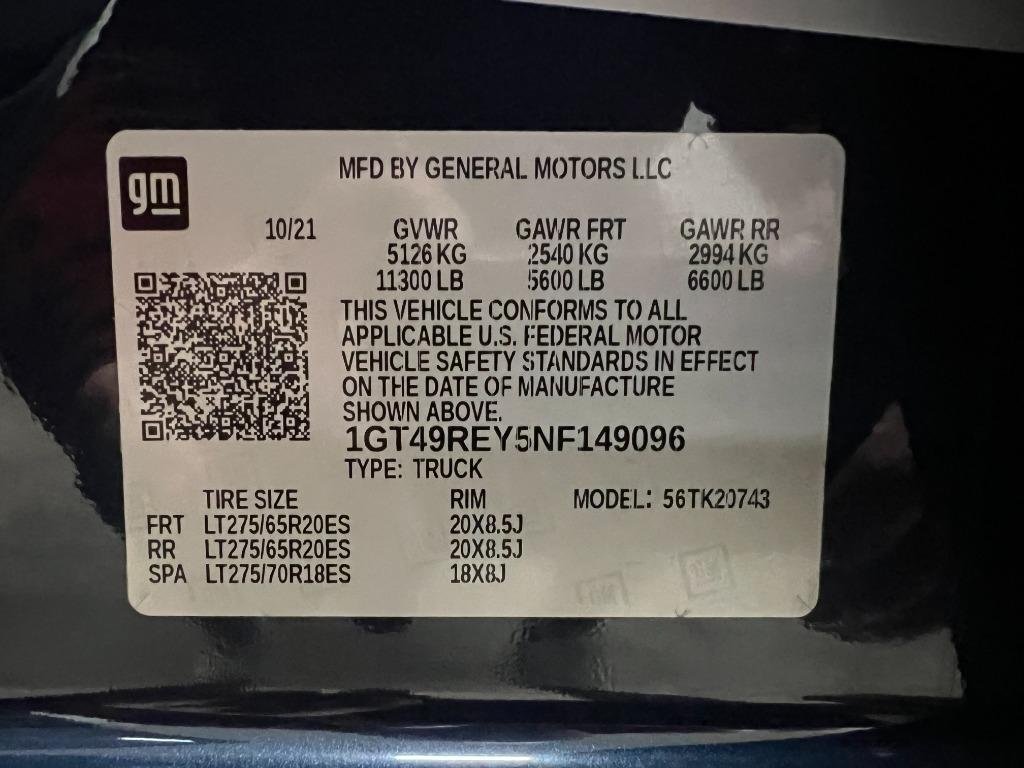 gm
MFD BY GENERAL MOTORS LLC
10/21 GVWR GAWR FRT GAWR RR
5126 KG 2540 KG 2994 KG
11300 LB 5600 LB 6600 LB
THIS VEHICLE CONFORMS TO ALL
APPLICABLE U.S. FEDERAL MOTOR
VEHICLE SAFETY STANDARDS IN EFFECT
ON THE DATE OF MANUFACTURE
SHOWN ABOVE.
1GT49REY5NF149096
TYPE: TRUCK
TIRE SIZE RIM MODEL: 56TK20743
FRT LT275/65R20ES 20X8.5J
RR LT275/65R20ES 20X8.5J
SPA LT275/70R18ES 18X8J